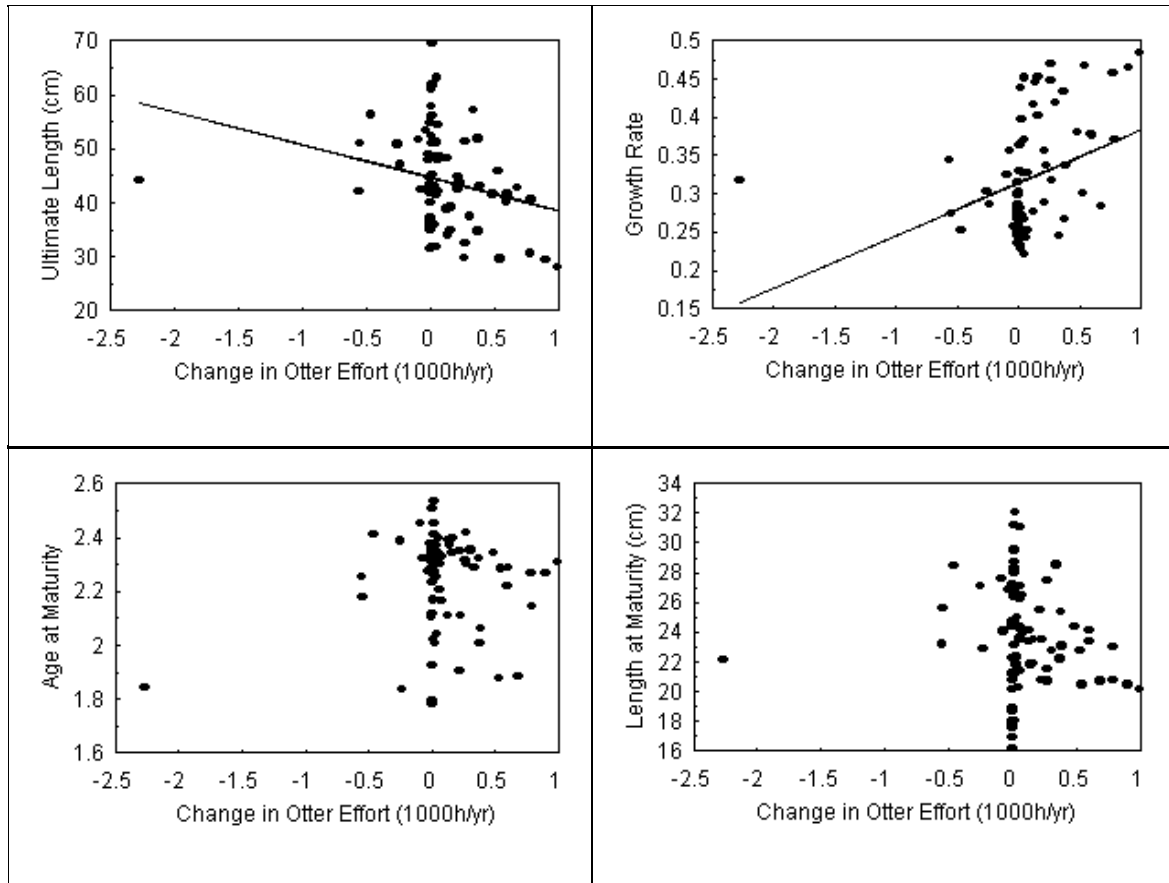 Ultimate Length (cm)
70
60
50
40
30
20
-2.5 -2 -1.5 -1 -0.5 0 0.5 1
Change in Otter Effort (1000h/yr)
Growth Rate
0.5
0.45
0.4
0.35
0.3
0.25
0.2
0.15
-2.5 -2 -1.5 -1 -0.5 0 0.5 1
Change in Otter Effort (1000h/yr)
Age at Maturity
2.6
2.4
2.2
2
1.8
1.6
-2.5 -2 -1.5 -1 -0.5 0 0.5 1
Change in Otter Effort (1000h/yr)
Length at Maturity (cm)
34
32
30
28
26
24
22
20
18
16
-2.5 -2 -1.5 -1 -0.5 0 0.5 1
Change in Otter Effort (1000h/yr)